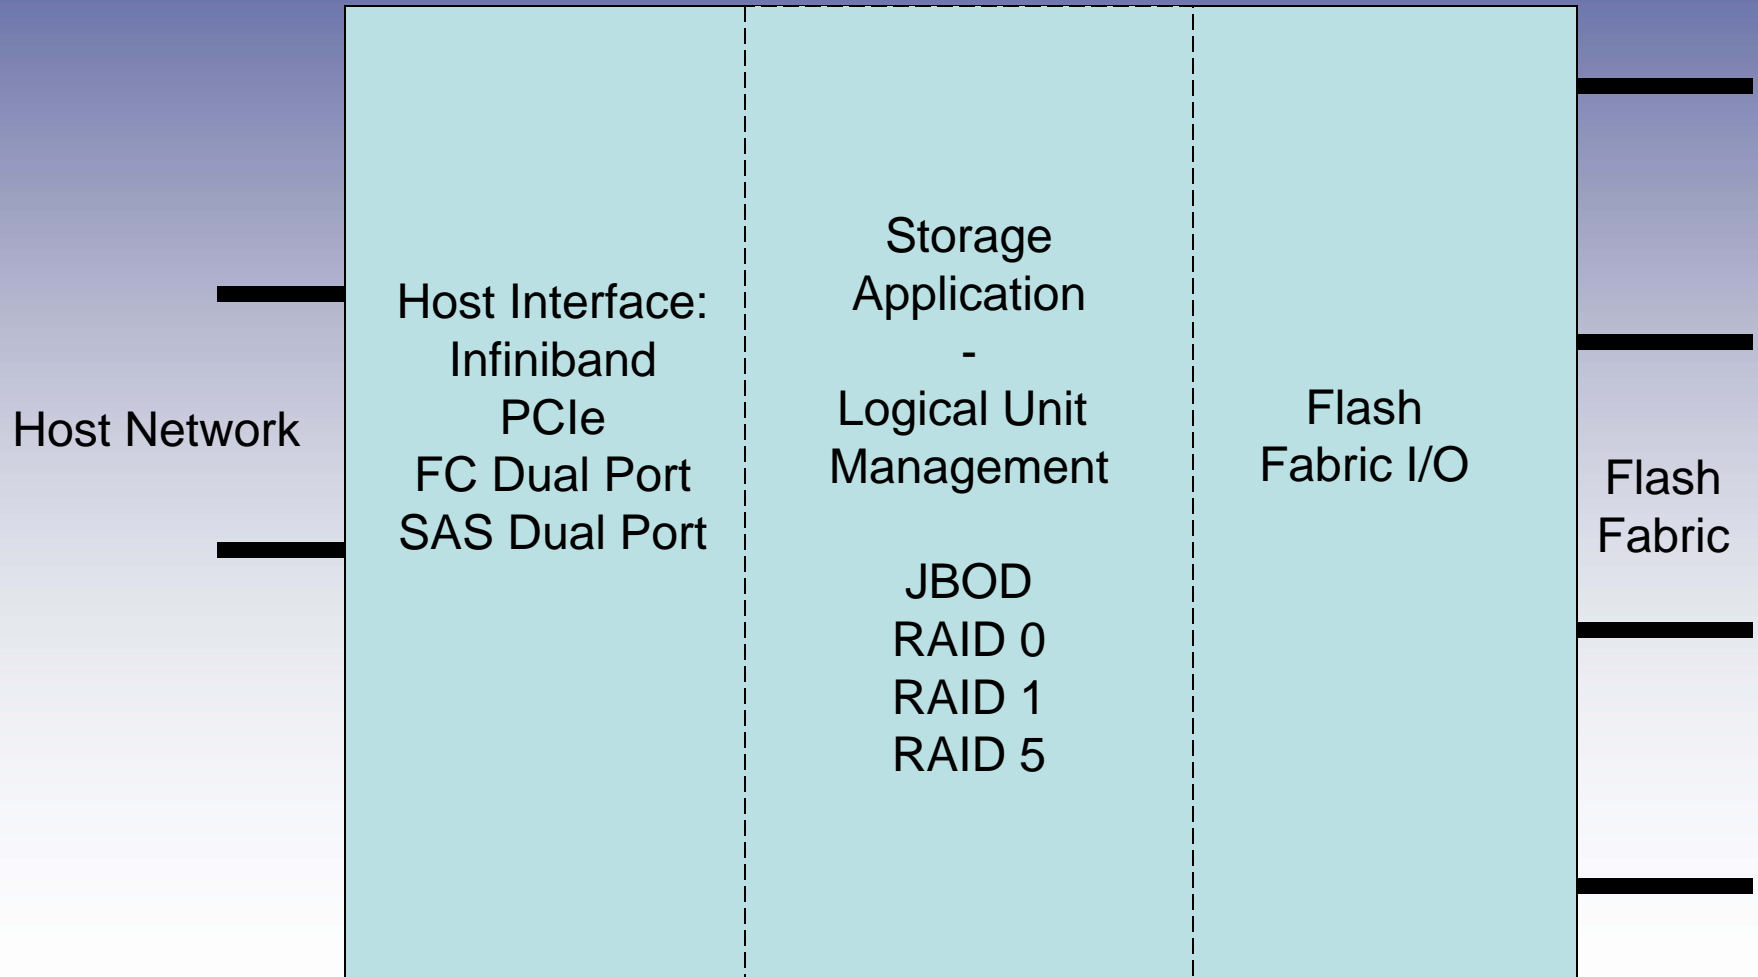 Host Network
Host Interface:
Infiniband
PCIe
FC Dual Port
SAS Dual Port
Storage
Application
-
Logical Unit
Management
JBOD
RAID 0
RAID 1
RAID 5
Flash
Fabric I/O
Flash
Fabric